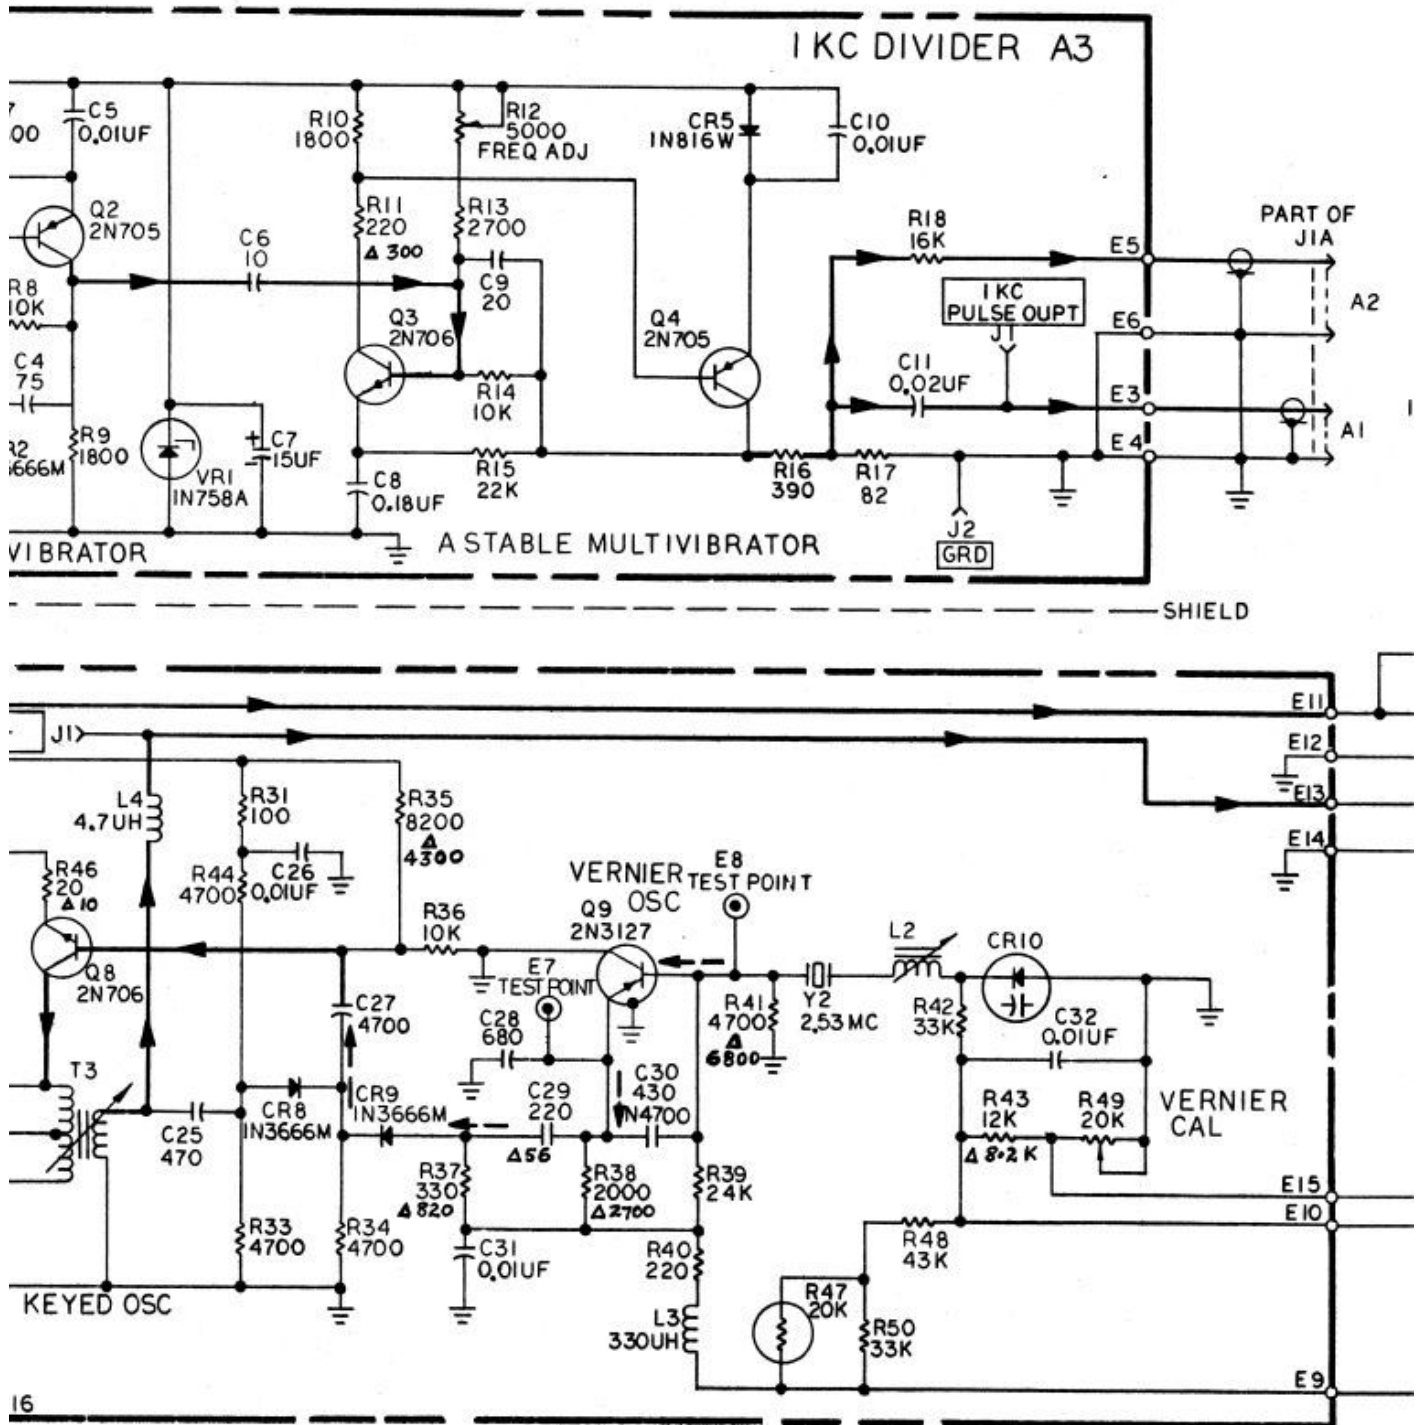 1 KC DIVIDER A3
C5
0.01UF
R10
1800
R12
5000
FREQ ADJ
CR5
1N816W
C10
0.01UF
Q2
2N705
C6
10
R11
220
Δ 300
R13
2700
C9
20
R18
16K
E5
PART OF
J1A
A2
R8
10K
Q3
2N706
Q4
2N705
1 KC
PULSE OUPT
J1
E6
C4
75
R14
10K
C11
0.02UF
E3
A1
R9
1800
VR1
1N758A
+
-
C7
15UF
C8
0.18UF
R15
22K
R16
390
R17
82
E4
J2
GRD
VIBRATOR
ASTABLE MULTIVIBRATOR
SHIELD
J1
E11
E12
E13
E14
L4
4.7UH
R31
100
R35
8200
Δ
4300
R46
20
Δ 10
R44
4700
C26
0.01UF
R36
10K
VERNIER
OSC
Q9
2N3127
E8
TEST POINT
L2
CR10
Q8
2N706
E7
TEST POINT
C27
4700
C28
680
R41
4700
Δ
6800
Y2
2.53 MC
R42
33K
C32
0.01UF
T3
C25
470
CR8
1N3666M
CR9
1N3666M
C29
220
Δ56
C30
430
N4700
R43
12K
Δ 8.2K
R49
20K
VERNIER
CAL
R37
330
Δ 820
R38
2000
Δ 2700
R39
24K
E15
E10
R33
4700
R34
4700
C31
0.01UF
R40
220
R48
43K
KEYED OSC
L3
330UH
R47
20K
R50
33K
E9
16